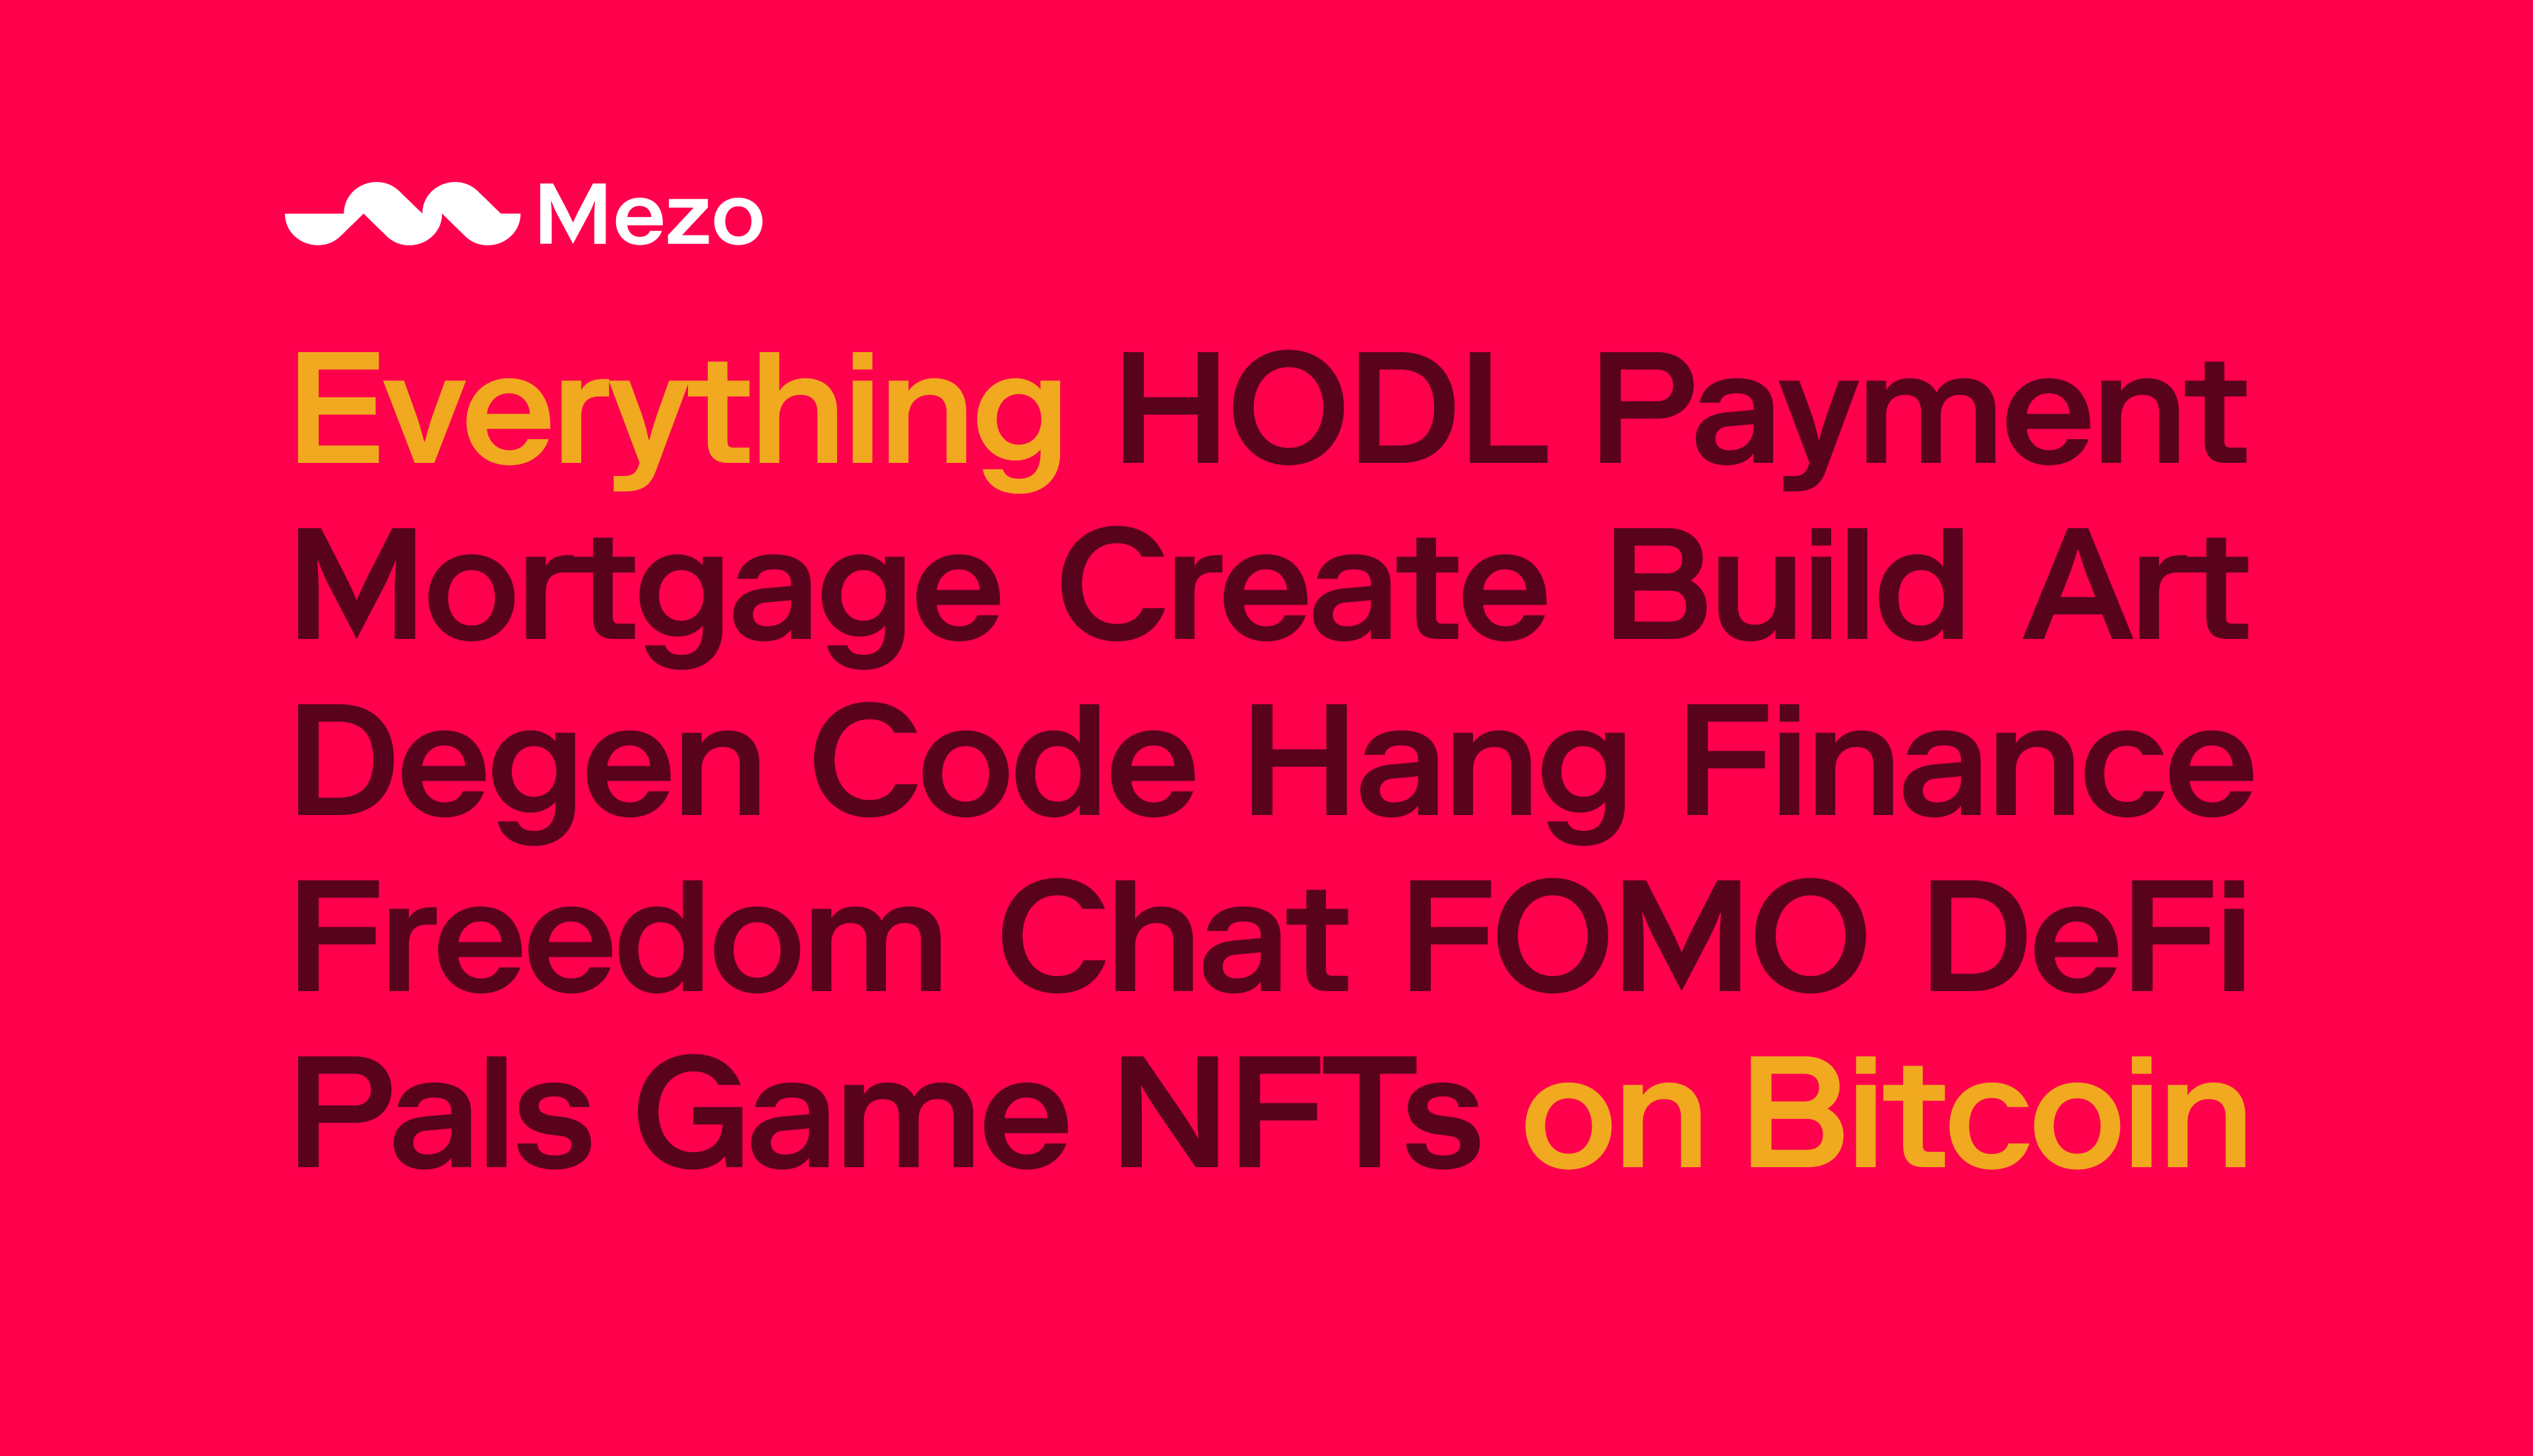 Mezo
Everything HODL Payment
Mortgage Create Build Art
Degen Code Hang Finance
Freedom Chat FOMO DeFi
Pals Game NFTs on Bitcoin